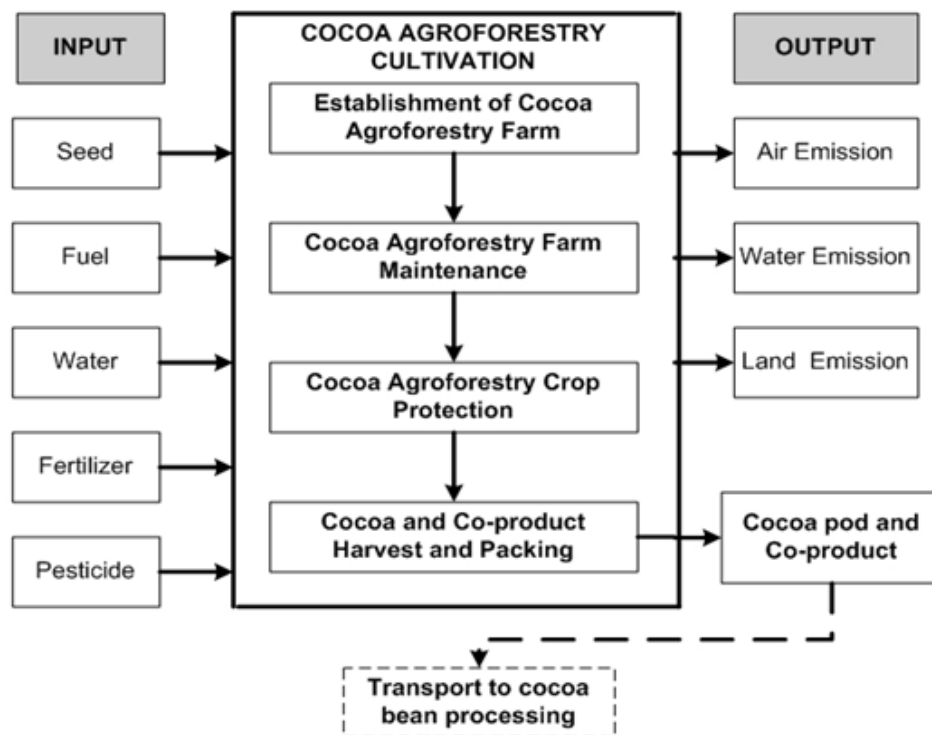 INPUT
COCOA AGROFORESTRY
CULTIVATION
OUTPUT
Seed
Fuel
Water
Fertilizer
Pesticide
Establishment of Cocoa
Agroforestry Farm
Cocoa Agroforestry Farm
Maintenance
Cocoa Agroforestry Crop
Protection
Cocoa and Co-product
Harvest and Packing
Air Emission
Water Emission
Land Emission
Cocoa pod and
Co-product
Transport to cocoa
bean processing